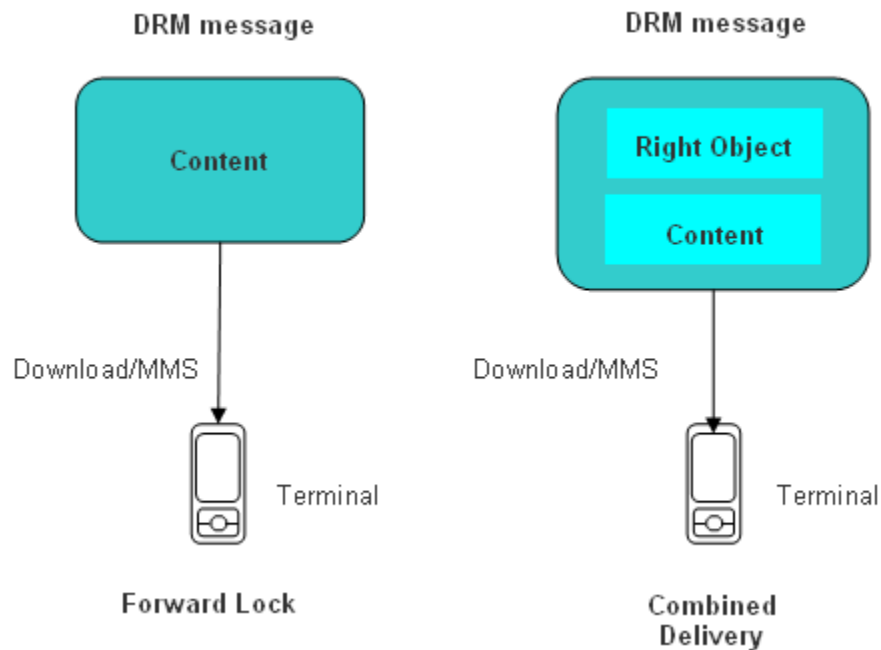 DRM message
Content
Download/MMS
Terminal
Forward Lock
DRM message
Right Object
Content
Download/MMS
Terminal
Combined
Delivery